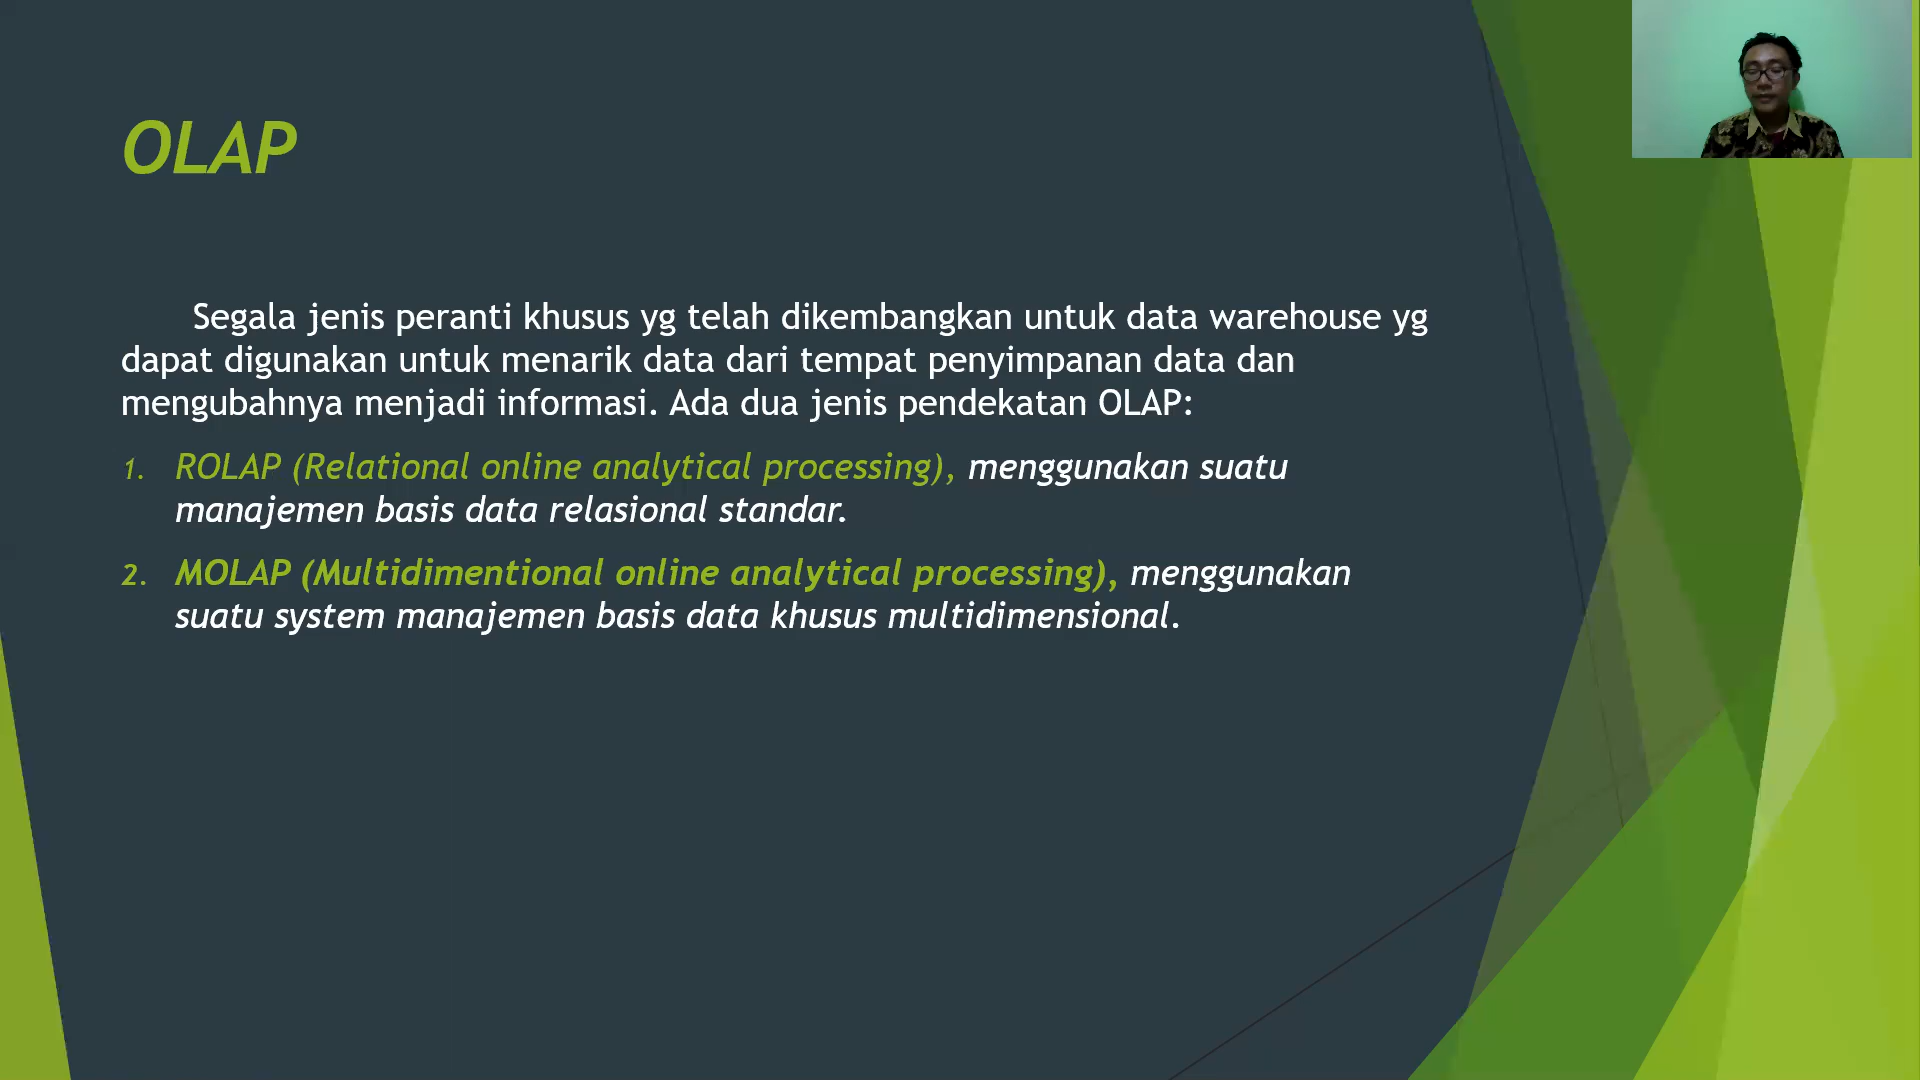 OLAP
Segala jenis peranti khusus yg telah dikembangkan untuk data warehouse yg
dapat digunakan untuk menarik data dari tempat penyimpanan data dan
mengubahnya menjadi informasi. Ada dua jenis pendekatan OLAP:
1. ROLAP (Relational online analytical processing), menggunakan suatu
manajemen basis data relasional standar.
2. MOLAP (Multidimentional online analytical processing), menggunakan
suatu system manajemen basis data khusus multidimensional.